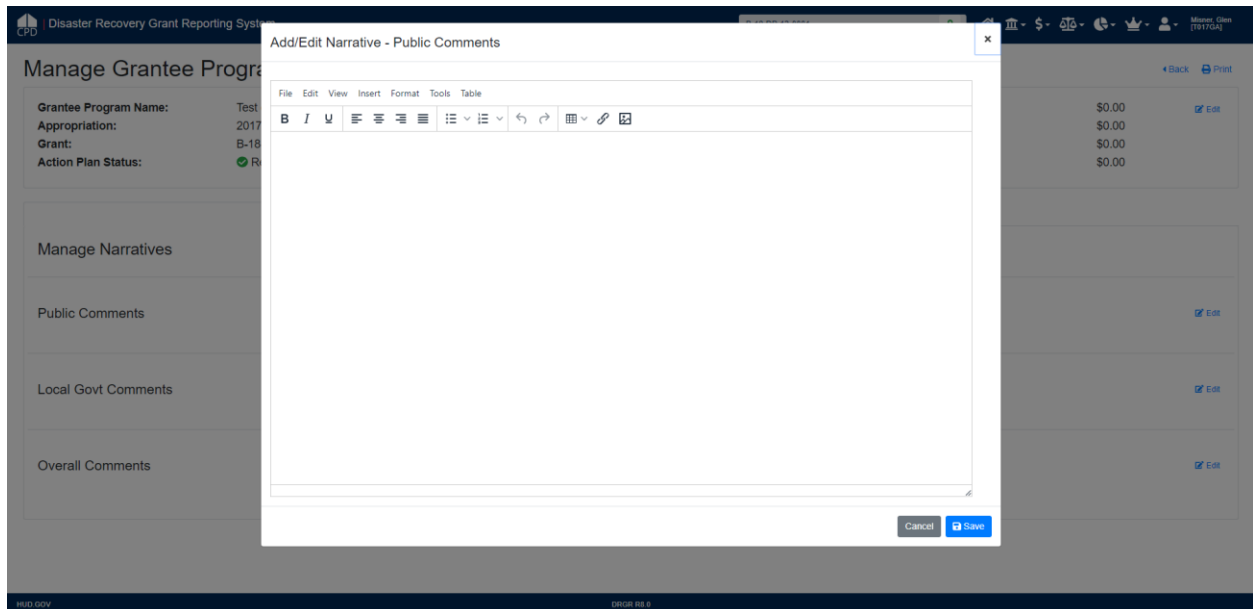 CPD
Disaster Recovery Grant Reporting Syste
Misner, Glen
[T017GA]
Add/Edit Narrative - Public Comments
×
Manage Grantee Progra
Back Print
File Edit View Insert Format Tools Table
B I U
Grantee Program Name: Test $0.00 Edit
Appropriation: 2017 $0.00
Grant: B-18 $0.00
Action Plan Status: $0.00
Manage Narratives
Public Comments Edit
Local Govt Comments Edit
Overall Comments Edit
Cancel Save
HUD.GOV DRGR R8.0